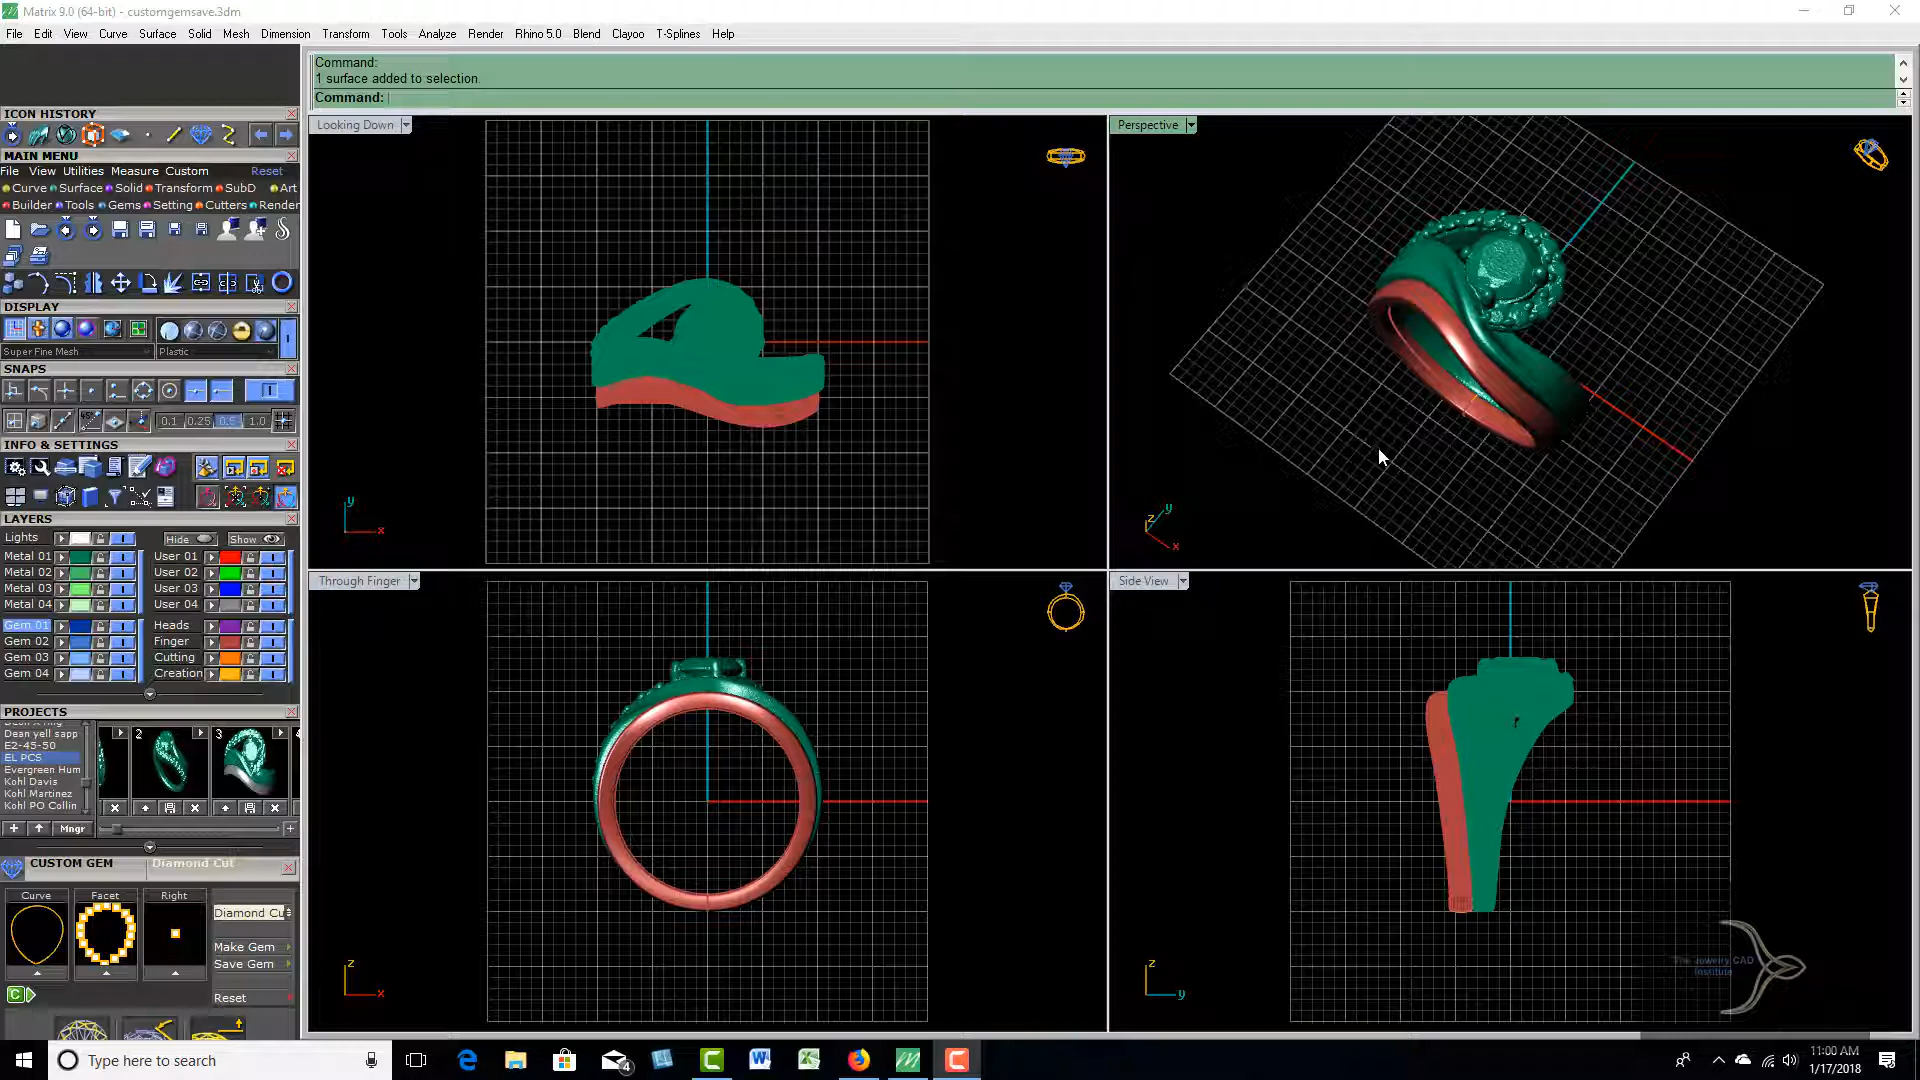 Matrix 9.0 (64-bit) - customgemsave.3dm
File Edit View Curve Surface Solid Mesh Dimension Transform Tools Analyze Render Rhino 5.0 Blend Clayoo T-Splines Help
Command:
1 surface added to selection.
Command:
ICON HISTORY
MAIN MENU
File View Utilities Measure Custom Reset
Curve Surface Solid Transform SubD Art
Builder Tools Gems Setting Cutters Render
DISPLAY
Super Fine Mesh Plastic
SNAPS
0.1 0.25 0.5 1.0
INFO & SETTINGS
LAYERS
Lights Hide Show
Metal 01 User 01
Metal 02 User 02
Metal 03 User 03
Metal 04 User 04
Gem 01 Heads
Gem 02 Finger
Gem 03 Cutting
Gem 04 Creation
PROJECTS
Dean yell sapp
E2-45-50
EL PCS
Evergreen Hum
Kohl Davis
Kohl Martinez
Kohl PO Collin
2 3
Mngr
CUSTOM GEM Diamond Cut
Curve Facet Right
Diamond Cu
Make Gem
Save Gem
Reset
C
Looking Down
y
x
Perspective
z y
x
Through Finger
z
x
Side View
z
y
The Jewelry CAD
Institute
Type here to search
4
11:00 AM
1/17/2018